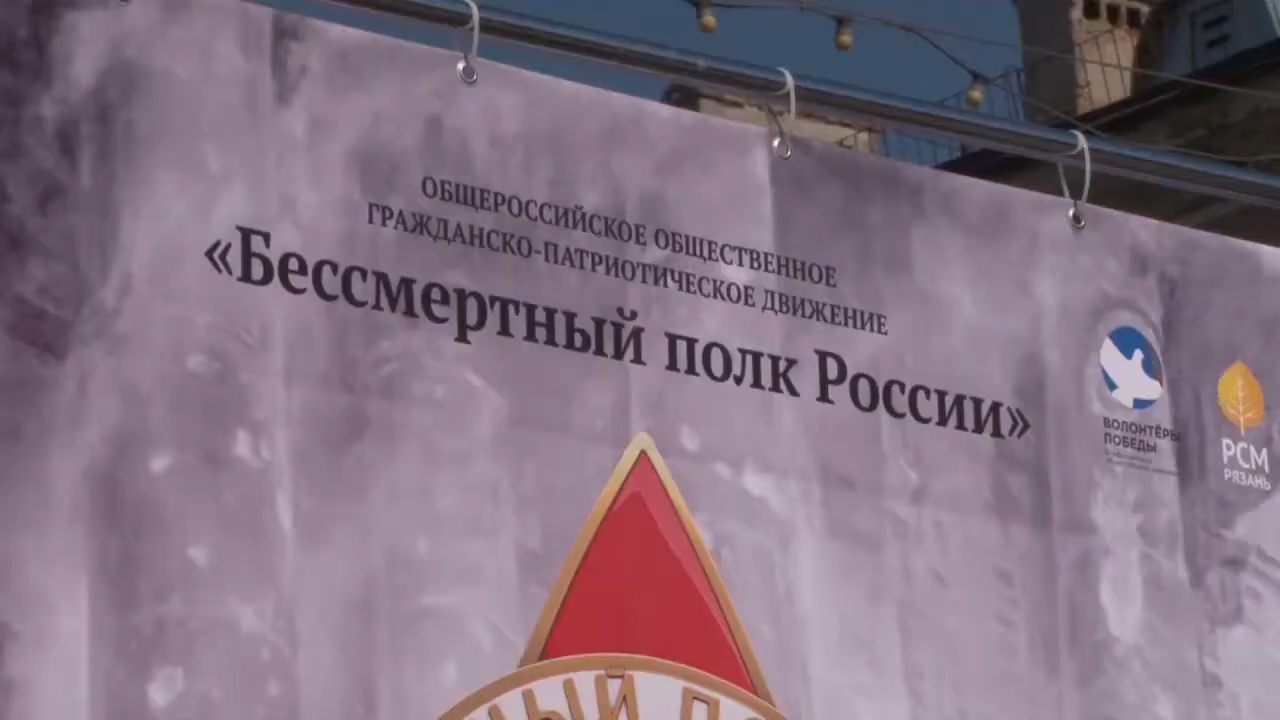 ОБЩЕРОССИЙСКОЕ ОБЩЕСТВЕННОЕ
ГРАЖДАНСКО-ПАТРИОТИЧЕСКОЕ ДВИЖЕНИЕ
«Бессмертный полк России»
ВОЛОНТЁРЫ
ПОБЕДЫ
РСМ
РЯЗАНЬ